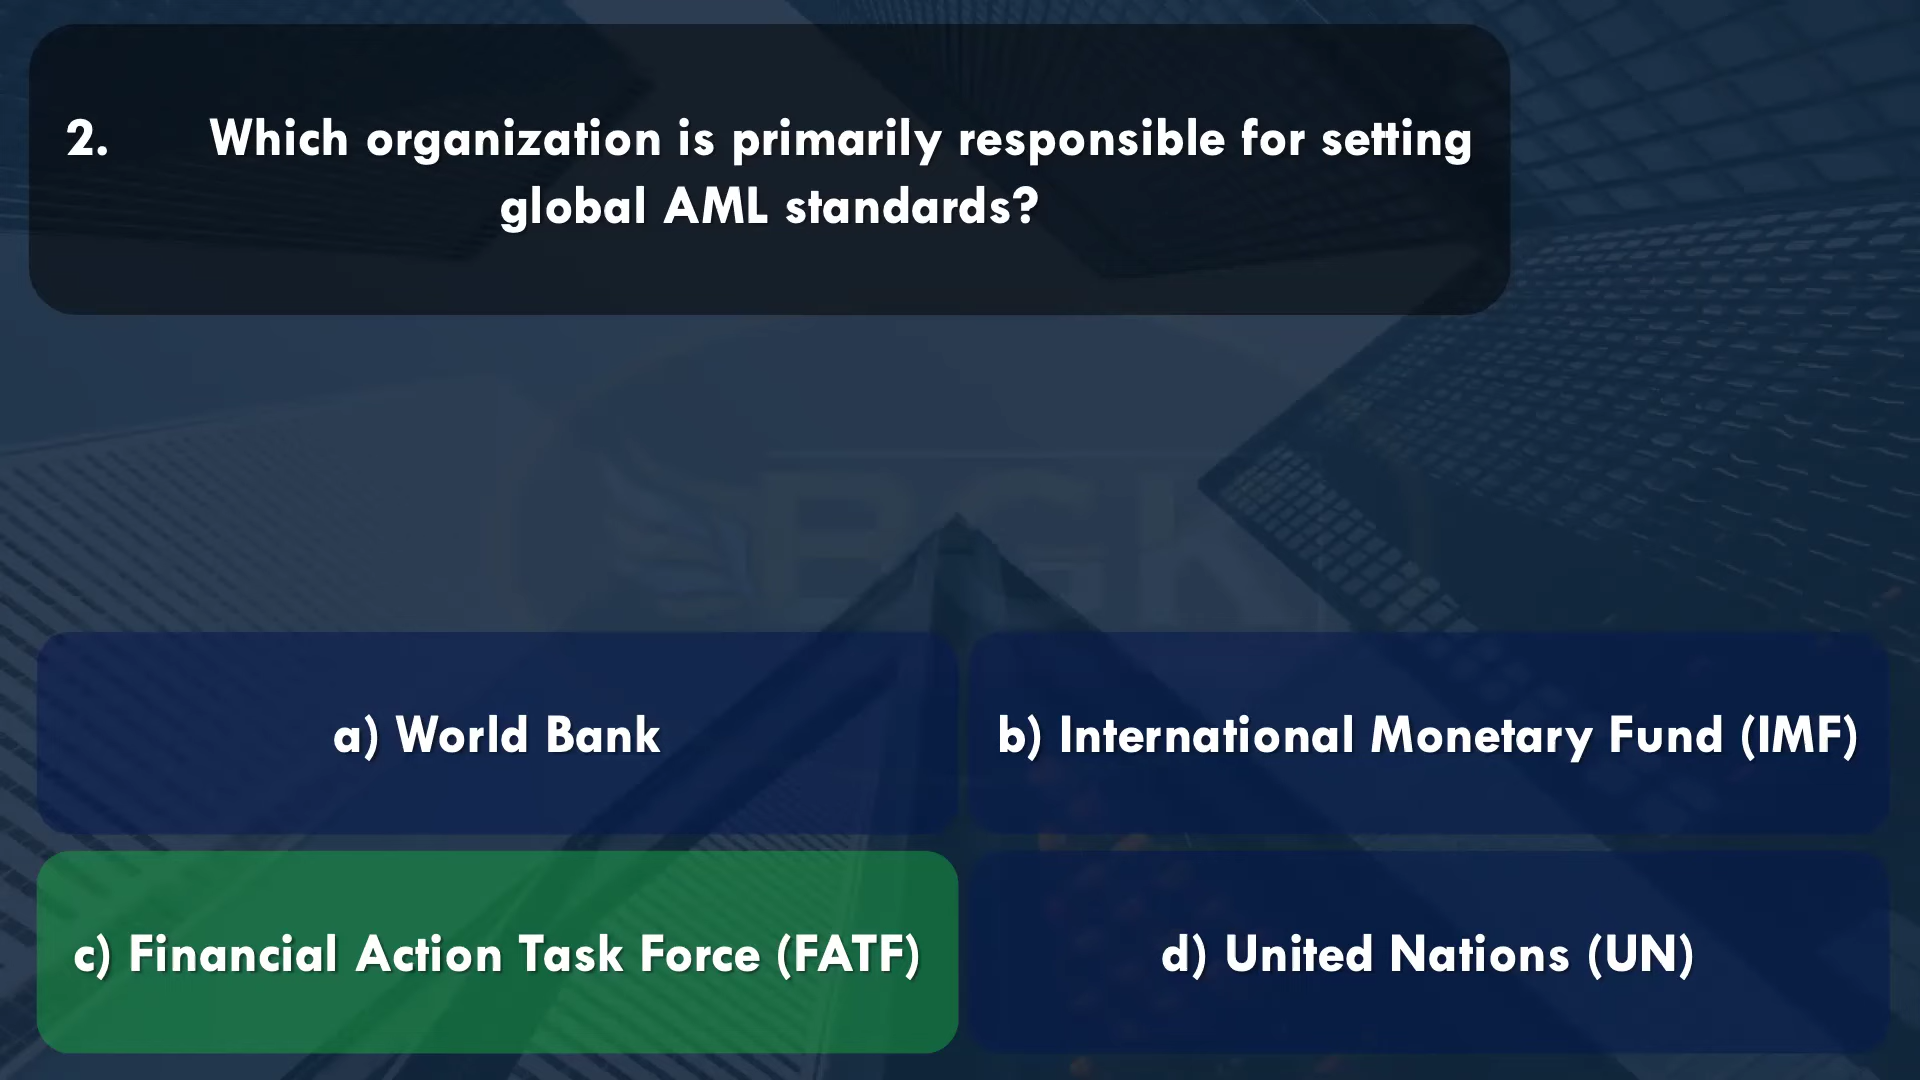 2. Which organization is primarily responsible for setting
global AML standards?
BGK
a) World Bank
b) International Monetary Fund (IMF)
c) Financial Action Task Force (FATF)
d) United Nations (UN)